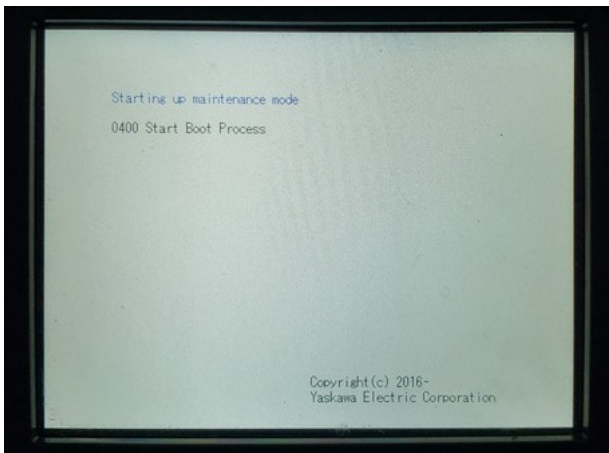 Starting up maintenance mode
0400 Start Boot Process
Copyright(c) 2016-
Yaskawa Electric Corporation